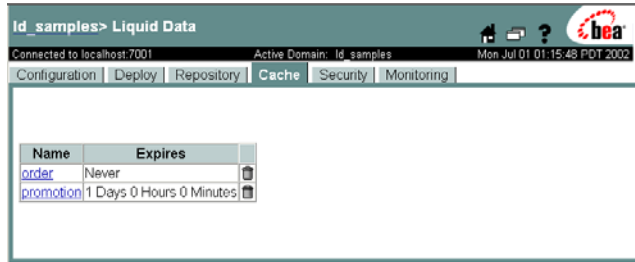 ld_samples> Liquid Data
? bea
Connected to localhost:7001 Active Domain: ld_samples Mon Jul 01 01:15:48 PDT 2002
Configuration Deploy Repository Cache Security Monitoring
Name Expires
order Never
promotion 1 Days 0 Hours 0 Minutes